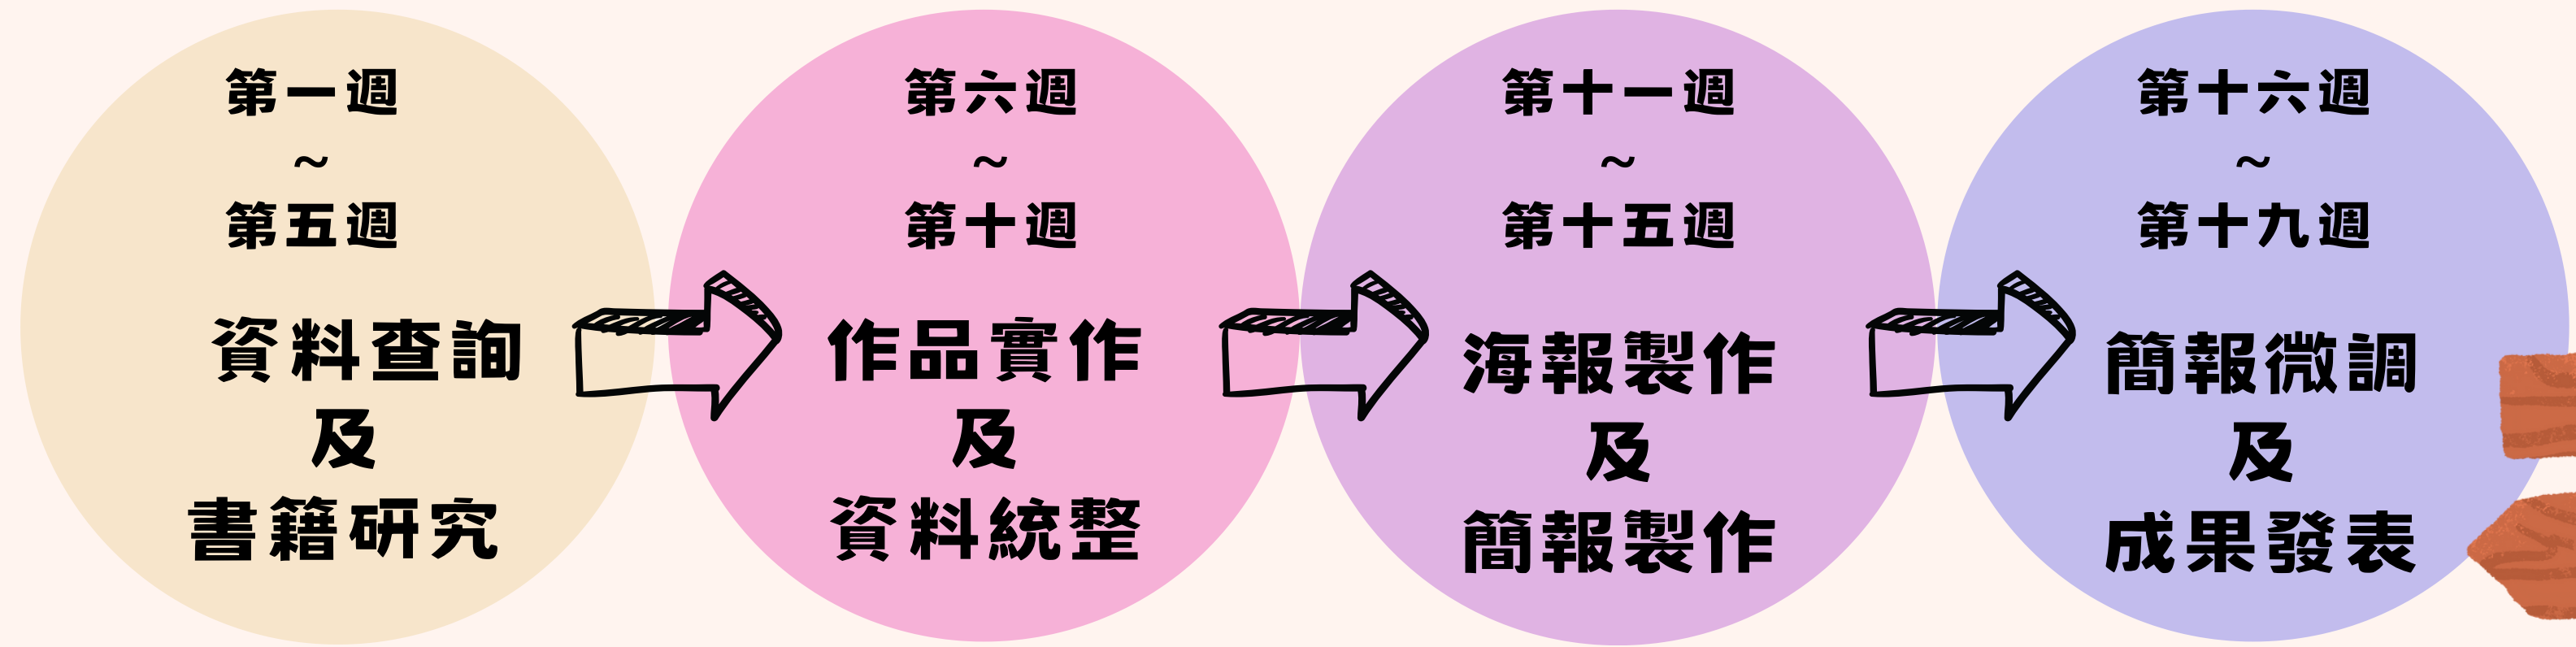 第一週
~
第五週
資料查詢
及
書籍研究
第六週
~
第十週
作品實作
及
資料統整
第十一週
~
第十五週
海報製作
及
簡報製作
第十六週
~
第十九週
簡報微調
及
成果發表